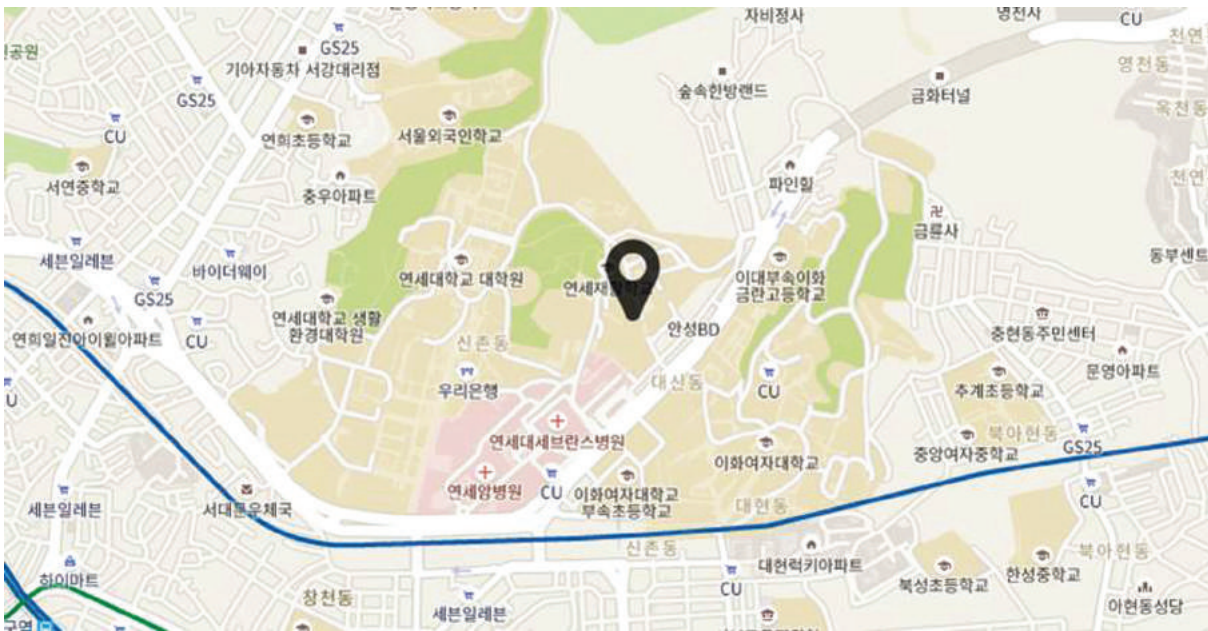 자비정사
영천사
CU
GS25
기아자동차 서강대리점
천연
영천동
공원
GS25
숲속한방랜드
금화터널
옥천동
CU
연희초등학교
서울외국인학교
서연중학교
충우아파트
파인힐
천연
금륜사
세븐일레븐
바이더웨이
연세대학교 대학원
이대부속이화
금란고등학교
동부센트
GS25
연세대학교 생활
환경대학원
안성BD
충현동주민센터
연희일진아이윌아파트
CU
신촌동
문영아파트
우리은행
대신동
CU
추계초등학교
북아현동
GS25
연세대세브란스병원
이화여자대학교
중앙여자중학교
연세암병원
CU
이화여자대학교
부속초등학교
대현동
CU
세븐일레븐
서대문우체국
신촌동
대현럭키아파트
북아현동
하이마트
CU
북성초등학교
한성중학교
창천동
세븐일레븐
아현동성당